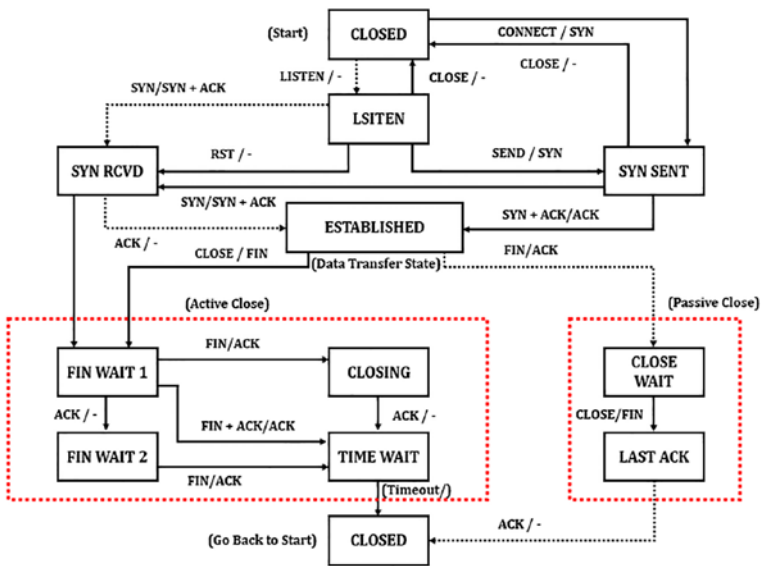 (Start)
CLOSED
CONNECT / SYN
CLOSE / -
LISTEN / -
CLOSE / -
SYN/SYN + ACK
LSITEN
RST / -
SEND / SYN
SYN RCVD
SYN SENT
SYN/SYN + ACK
ESTABLISHED
SYN + ACK/ACK
ACK / -
CLOSE / FIN
(Data Transfer State)
FIN/ACK
(Active Close)
(Passive Close)
FIN/ACK
FIN WAIT 1
CLOSING
CLOSE
WAIT
ACK / -
FIN + ACK/ACK
ACK / -
CLOSE/FIN
FIN WAIT 2
TIME WAIT
LAST ACK
FIN/ACK
(Timeout/)
ACK / -
(Go Back to Start)
CLOSED